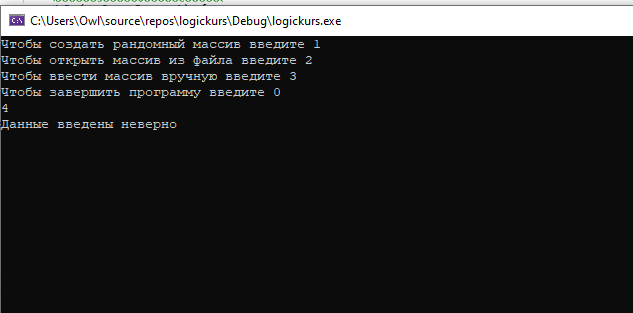 C:\Users\Owl\source\repos\logickurs\Debug\logickurs.exe
Чтобы создать рандомный массив введите 1
Чтобы открыть массив из файла введите 2
Чтобы ввести массив вручную введите 3
Чтобы завершить программу введите 0
4
Данные введены неверно